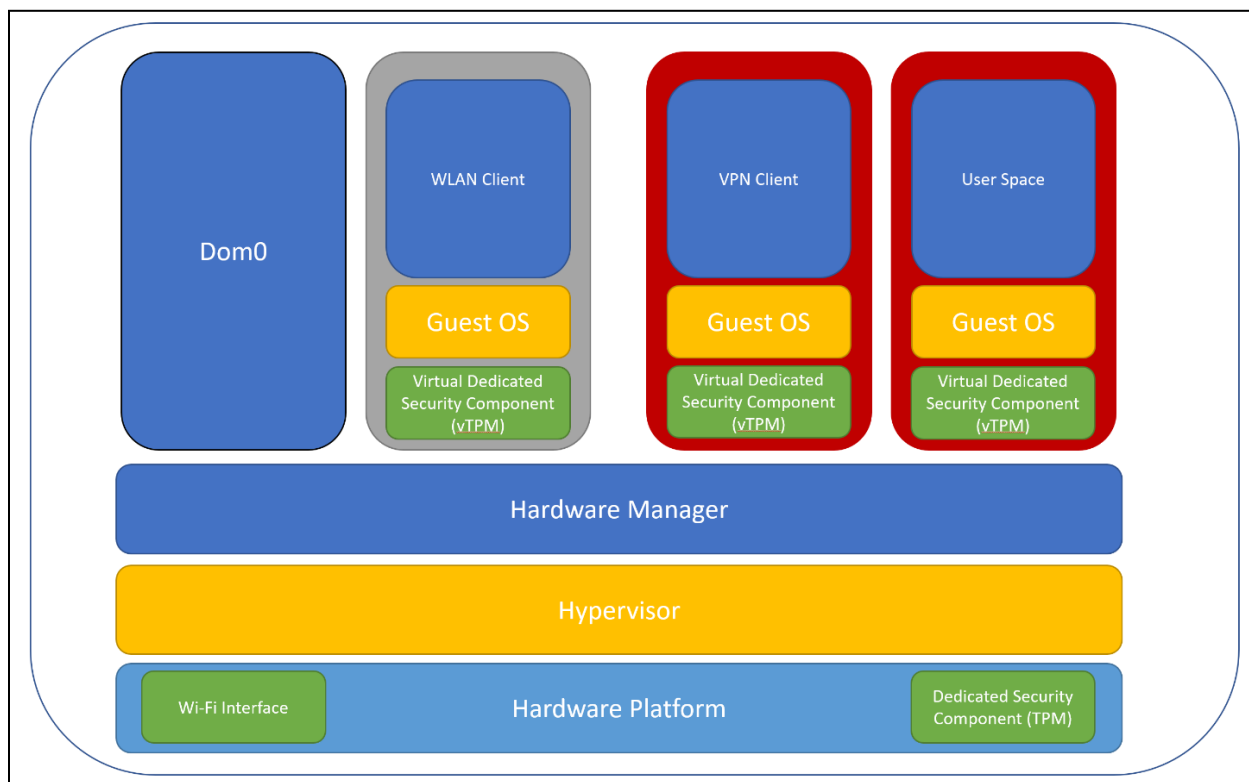 Dom0
WLAN Client
Guest OS
Virtual Dedicated
Security Component
(vTPM)
VPN Client
Guest OS
Virtual Dedicated
Security Component
(vTPM)
User Space
Guest OS
Virtual Dedicated
Security Component
(vTPM)
Hardware Manager
Hypervisor
Wi-Fi Interface
Hardware Platform
Dedicated Security
Component (TPM)